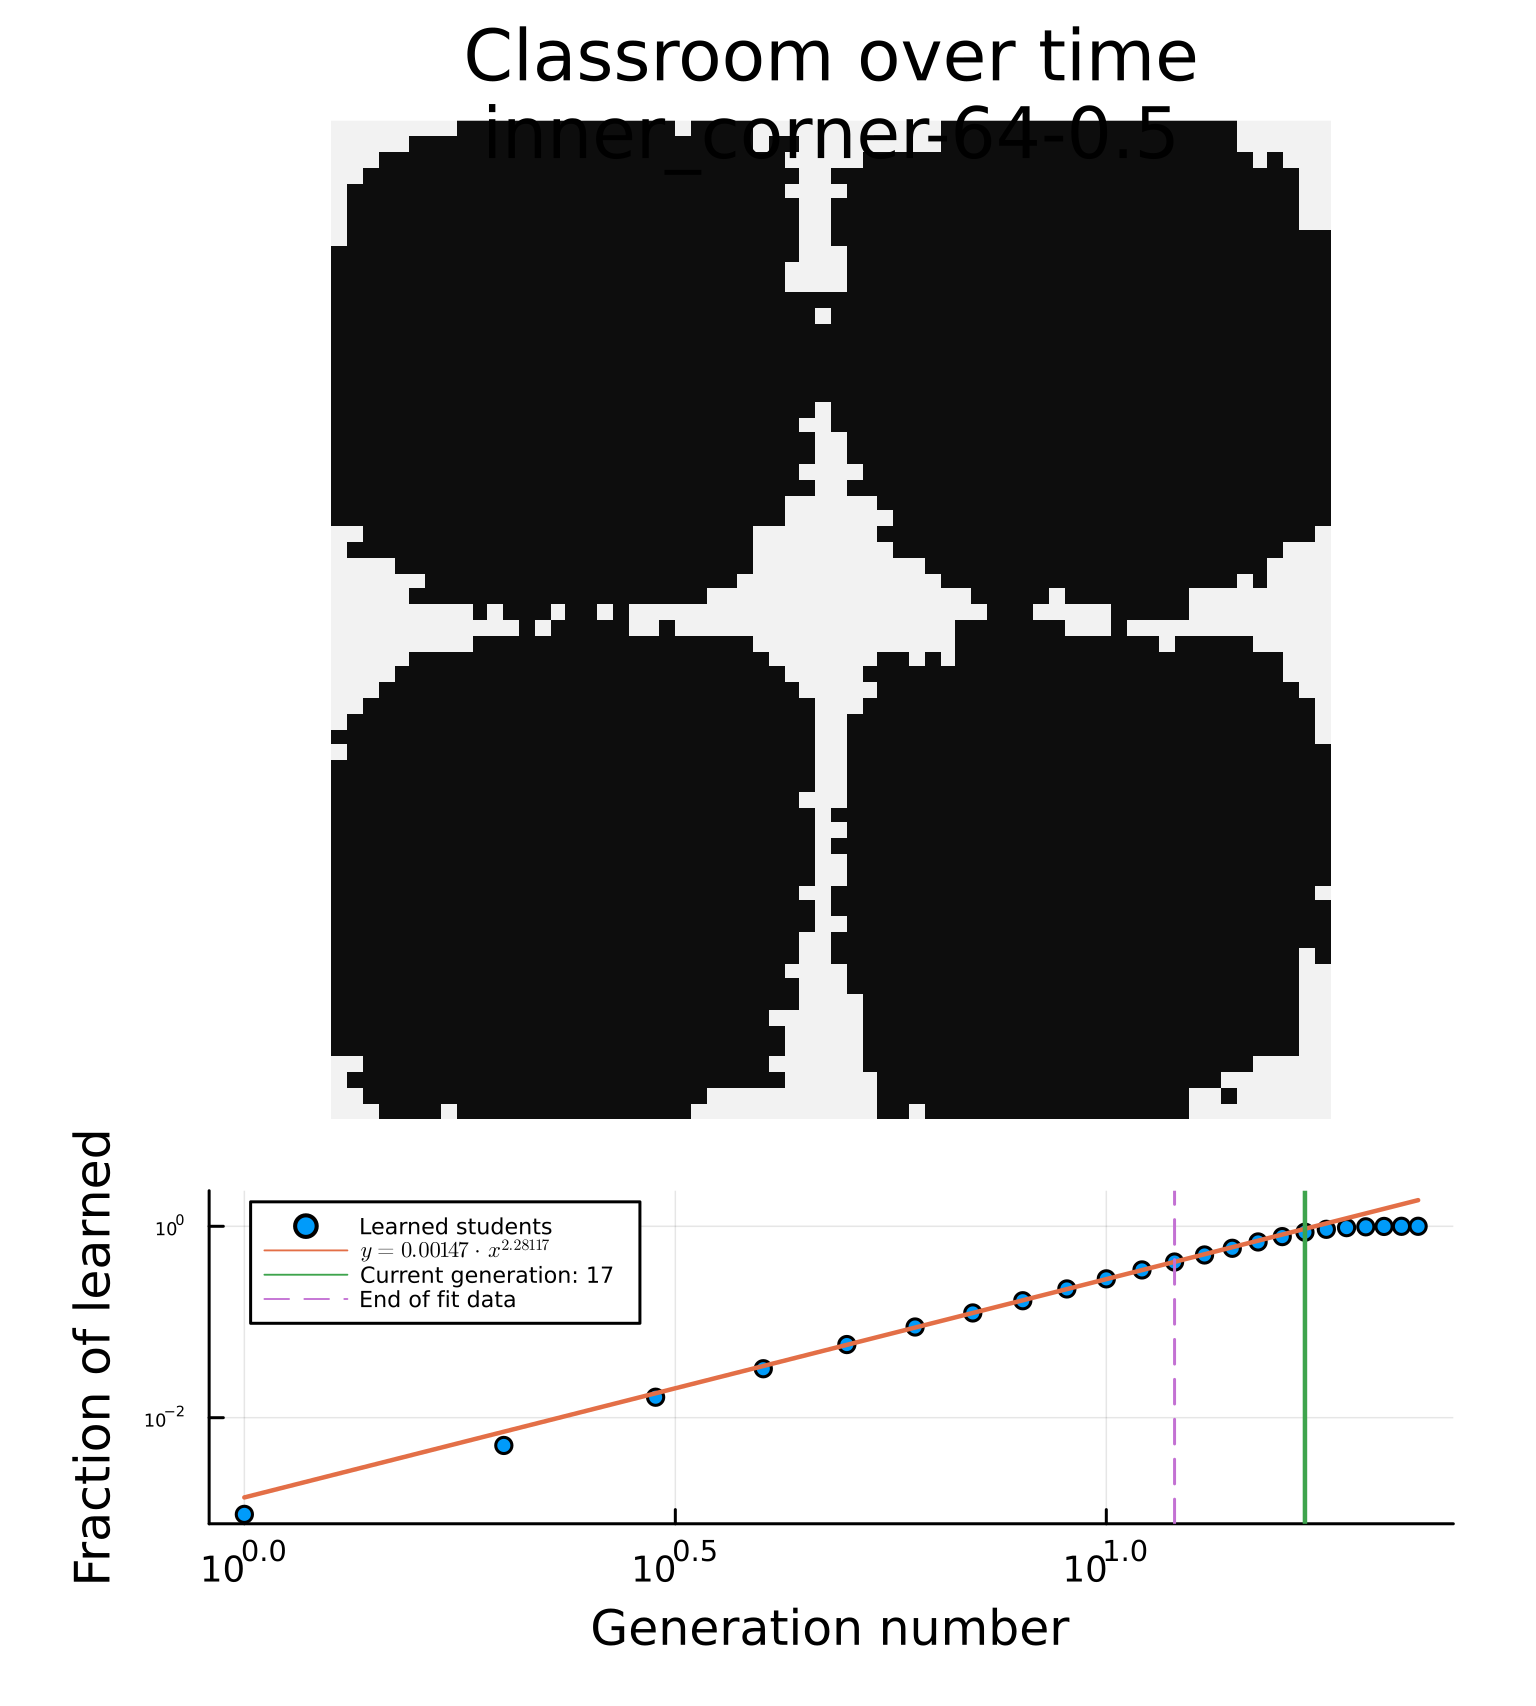 Classroom over time
inner_corner-64-0.5
Fraction of learned
10^0
10^−2
Learned students
y = 0.00147 · x^2.28117
Current generation: 17
End of fit data
10^0.0
10^0.5
10^1.0
Generation number